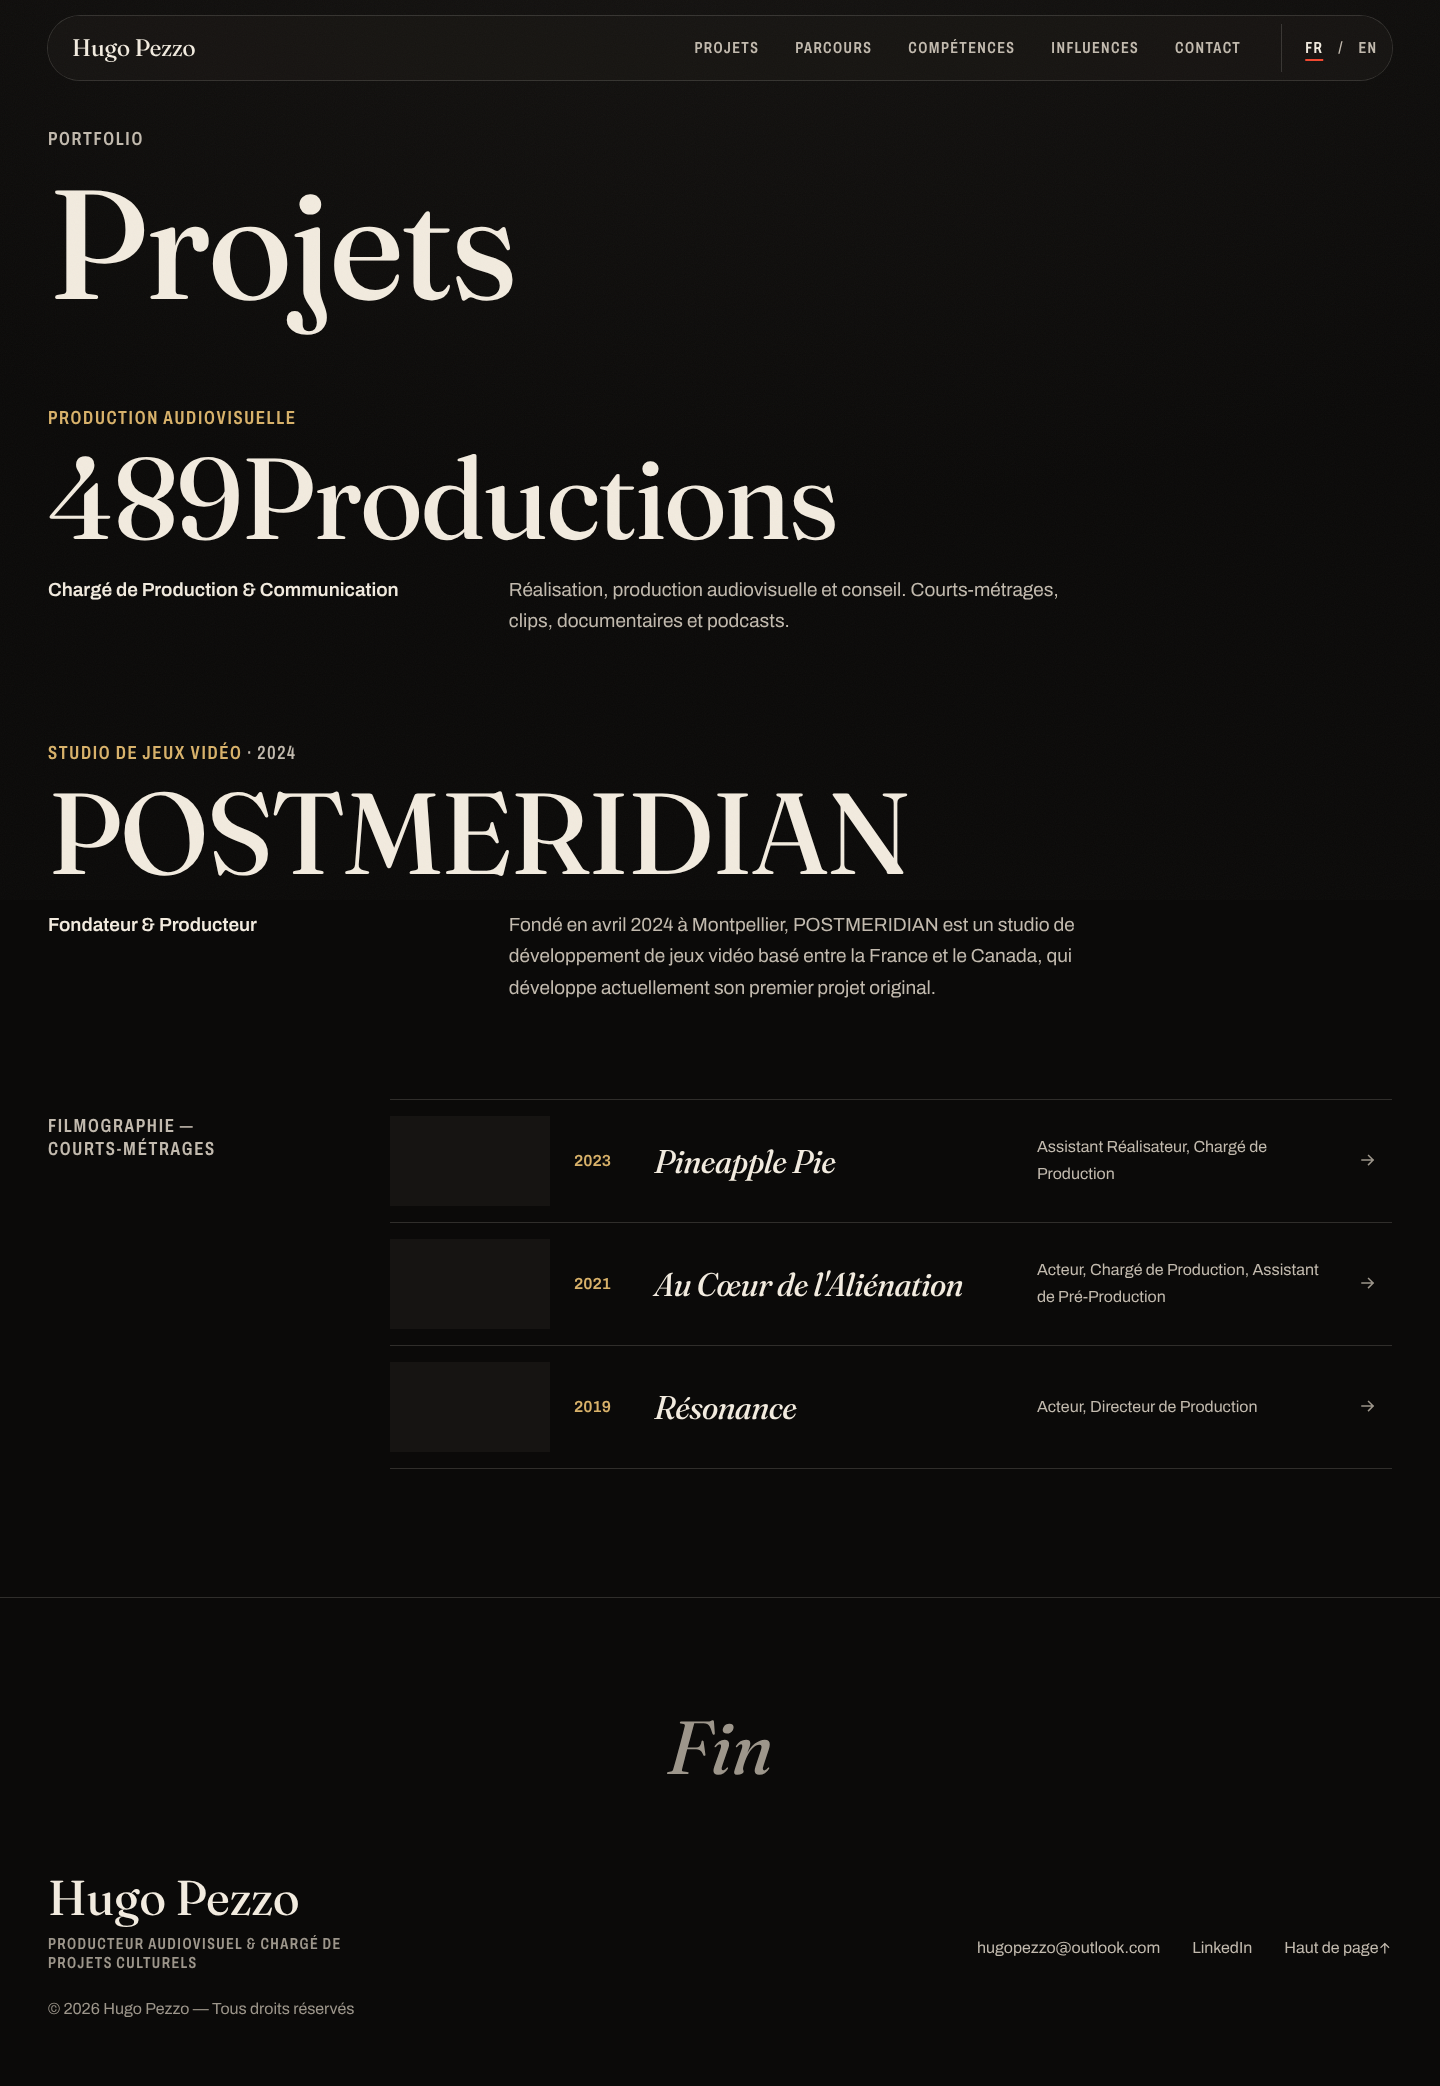 Hugo Pezzo
PROJETS
PARCOURS
COMPÉTENCES
INFLUENCES
CONTACT
FR / EN
PORTFOLIO
Projets
PRODUCTION AUDIOVISUELLE
489Productions
Chargé de Production & Communication
Réalisation, production audiovisuelle et conseil. Courts-métrages,
clips, documentaires et podcasts.
STUDIO DE JEUX VIDÉO · 2024
POSTMERIDIAN
Fondateur & Producteur
Fondé en avril 2024 à Montpellier, POSTMERIDIAN est un studio de
développement de jeux vidéo basé entre la France et le Canada, qui
développe actuellement son premier projet original.
FILMOGRAPHIE —
COURTS-MÉTRAGES
2023
Pineapple Pie
Assistant Réalisateur, Chargé de
Production
→
2021
Au Cœur de l'Aliénation
Acteur, Chargé de Production, Assistant
de Pré-Production
→
2019
Résonance
Acteur, Directeur de Production
→
Fin
Hugo Pezzo
PRODUCTEUR AUDIOVISUEL & CHARGÉ DE
PROJETS CULTURELS
hugopezzo@outlook.com
LinkedIn
Haut de page↑
© 2026 Hugo Pezzo — Tous droits réservés